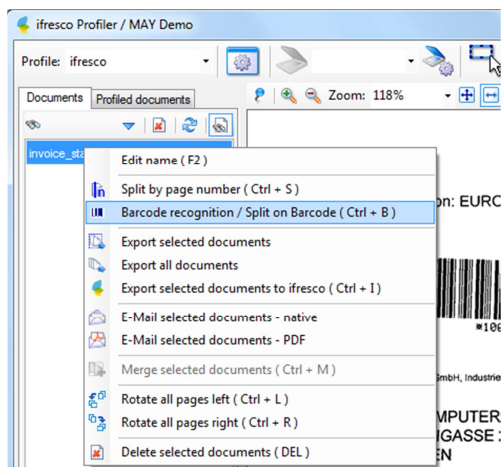 ifresco Profiler / MAY Demo
Profile: ifresco
Documents Profiled documents
Zoom: 118%
invoice_sta
Edit name ( F2 )
Split by page number ( Ctrl + S )
Barcode recognition / Split on Barcode ( Ctrl + B )
Export selected documents
Export all documents
Export selected documents to ifresco ( Ctrl + I )
E-Mail selected documents - native
E-Mail selected documents - PDF
Merge selected documents ( Ctrl + M )
Rotate all pages left ( Ctrl + L )
Rotate all pages right ( Ctrl + R )
Delete selected documents ( DEL )
on: EURO
*106
GmbH, Industrie
MPUTER
GASSE
EN